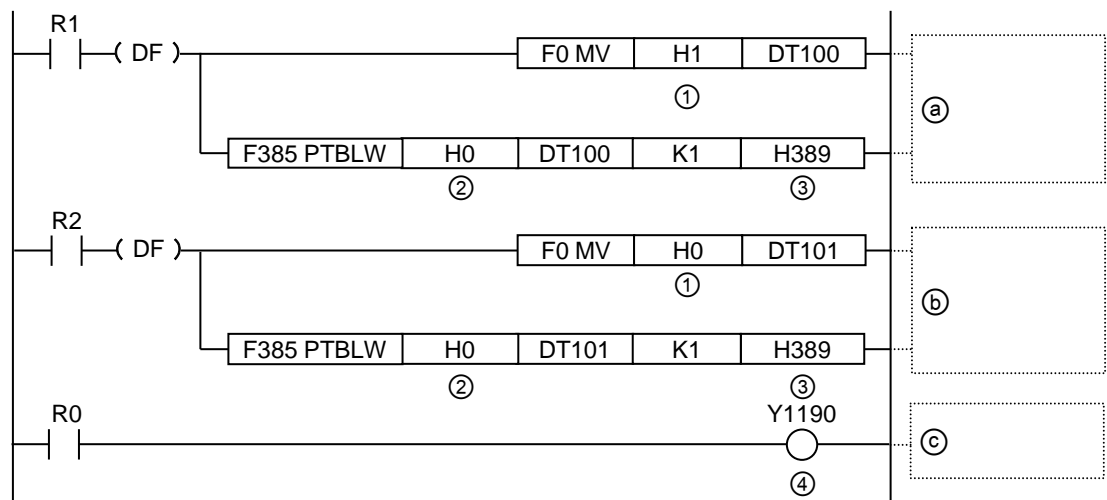 R1
( DF )
F0 MV H1 DT100
①
ⓐ
F385 PTBLW H0 DT100 K1 H389
② ③
R2
( DF )
F0 MV H0 DT101
①
ⓑ
F385 PTBLW H0 DT101 K1 H389
② ③
R0
Y1190
ⓒ
④